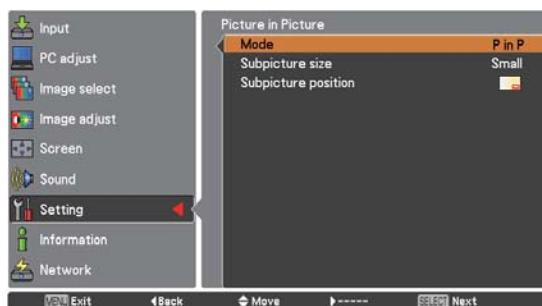 Input
PC adjust
Image select
Image adjust
Screen
Sound
Setting
Information
Network
Picture in Picture
Mode P in P
Subpicture size Small
Subpicture position
MENU Exit ◀Back Move ▶----- SELECT Next